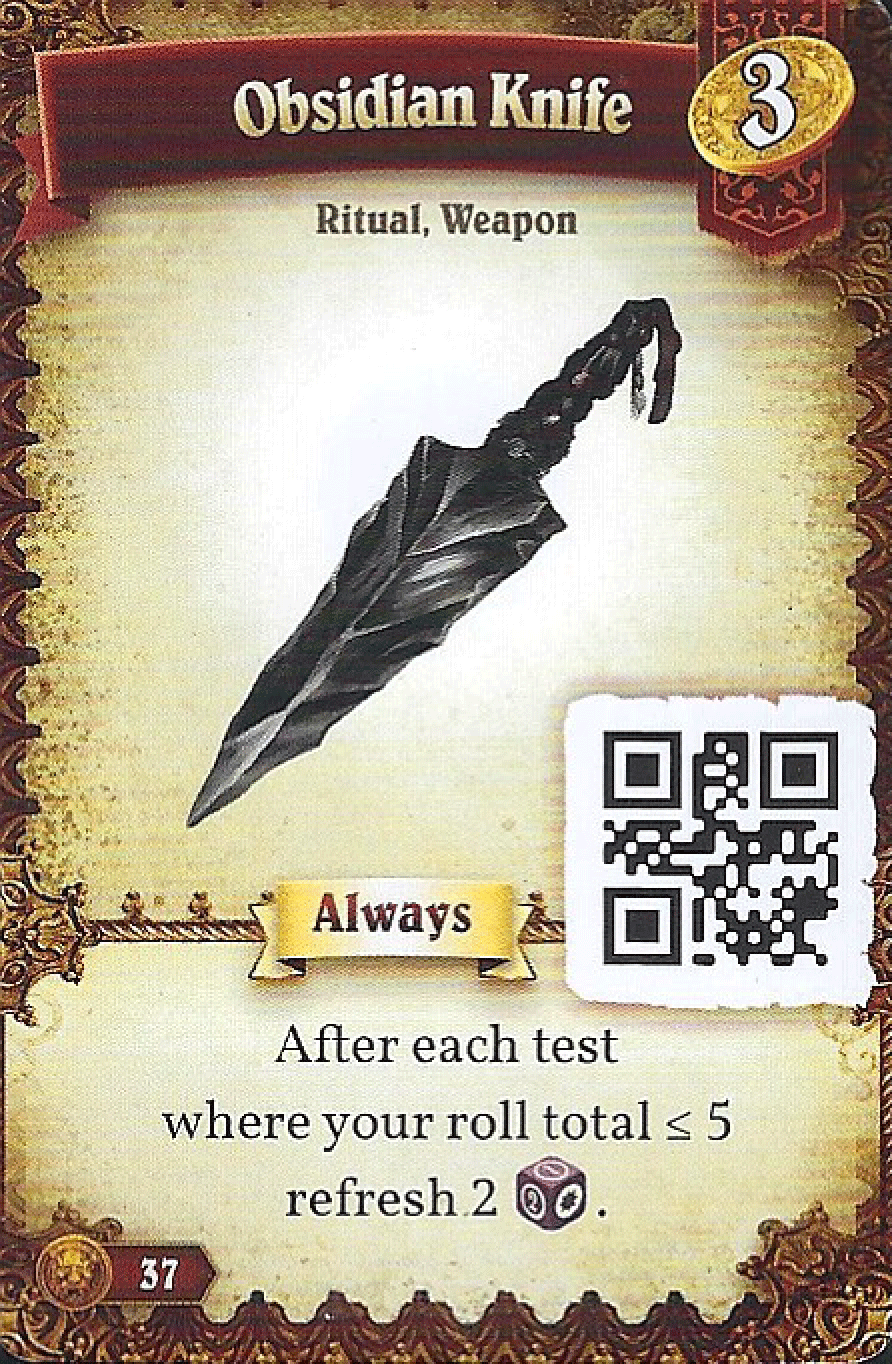 Obsidian Knife
3
Ritual, Weapon
Always
After each test
where your roll total ≤ 5
refresh 2 .
37